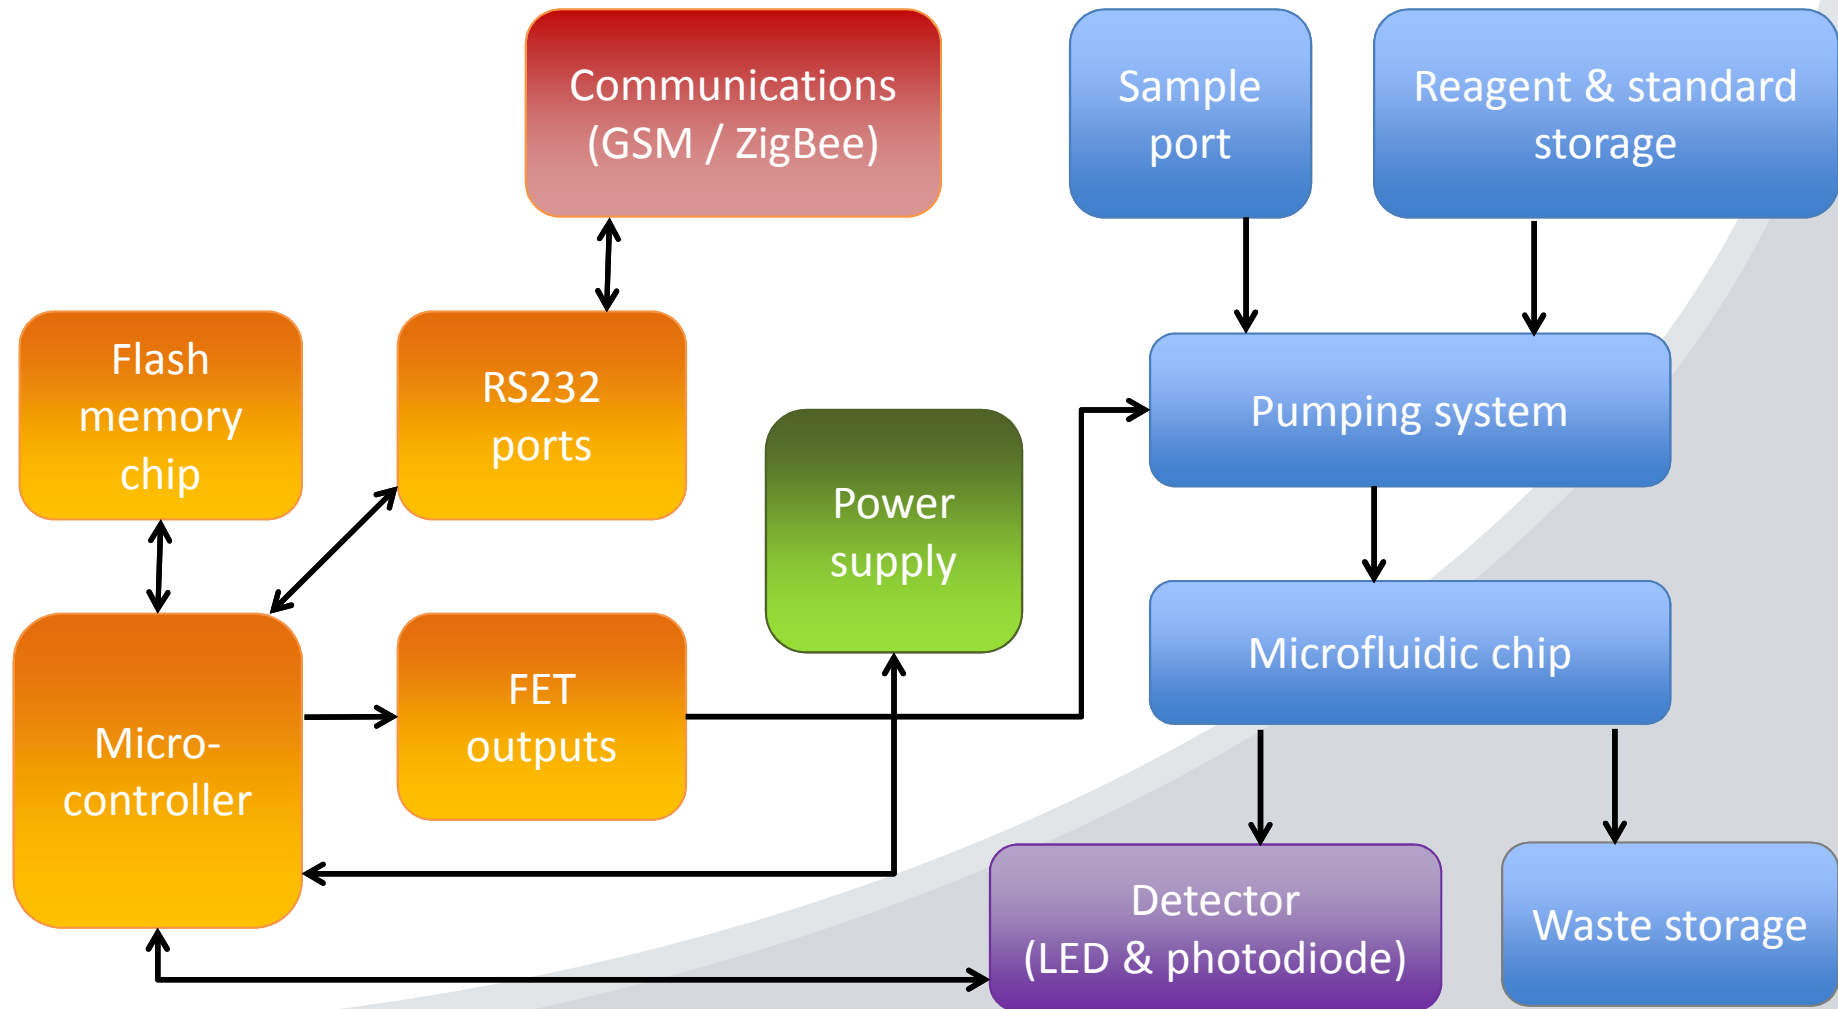 Communications
(GSM / ZigBee)
Sample
port
Reagent & standard
storage
Flash
memory
chip
RS232
ports
Power
supply
Pumping system
Micro-
controller
FET
outputs
Microfluidic chip
Detector
(LED & photodiode)
Waste storage